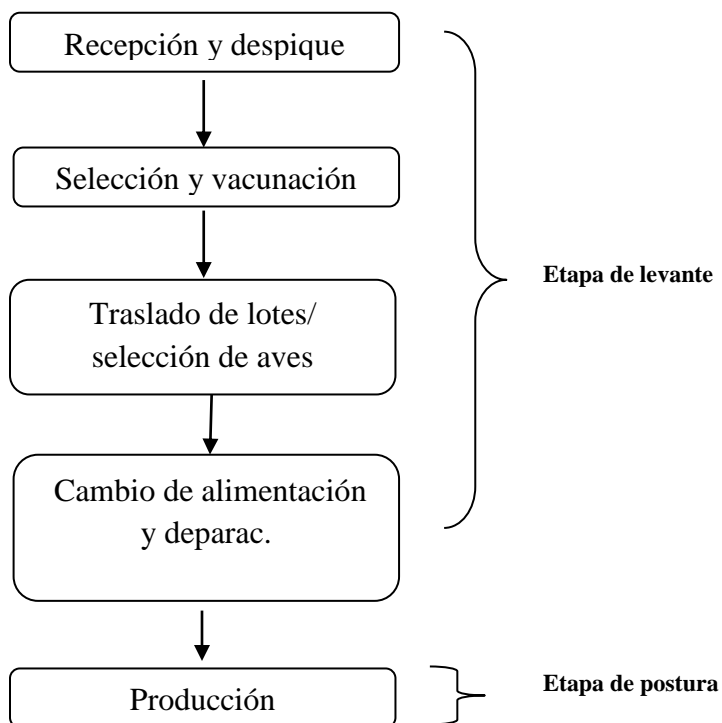 Recepción y despique
Selección y vacunación
Traslado de lotes/
selección de aves
Etapa de levante
Cambio de alimentación
y deparac.
Producción
Etapa de postura